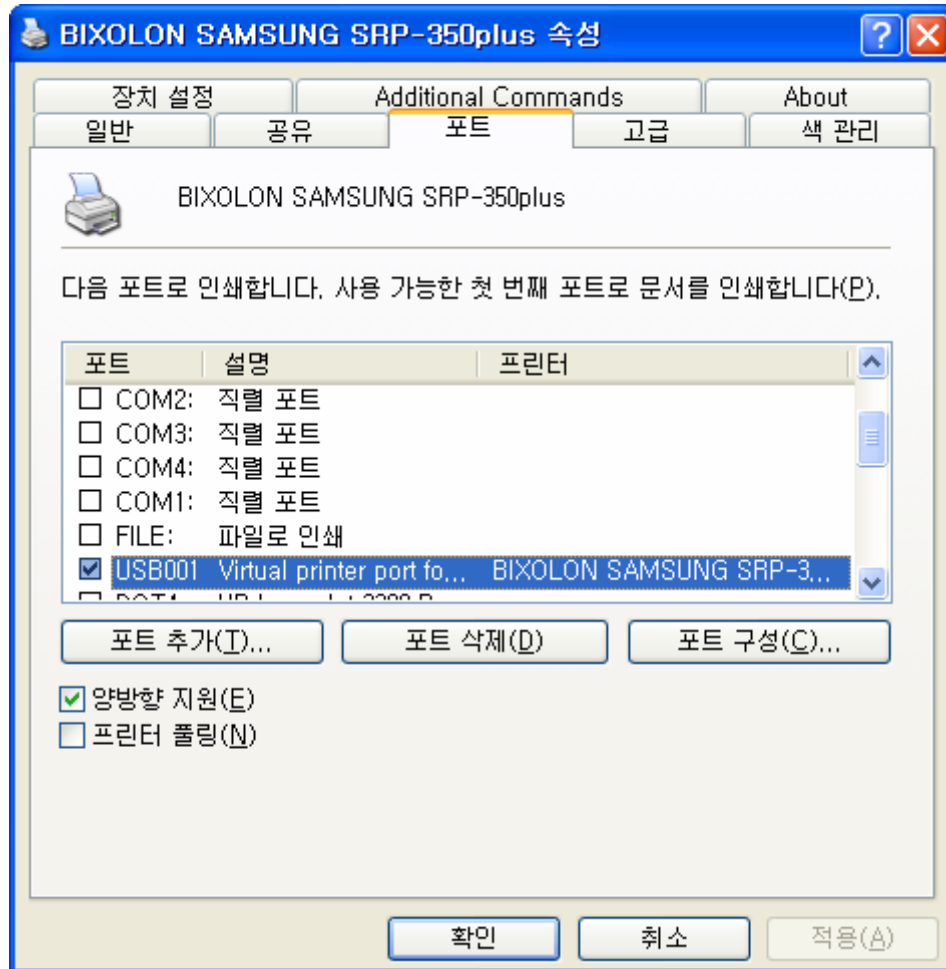 BIXOLON SAMSUNG SRP-350plus 속성
장치 설정 Additional Commands About
일반 공유 포트 고급 색 관리
BIXOLON SAMSUNG SRP-350plus
다음 포트로 인쇄합니다. 사용 가능한 첫 번째 포트로 문서를 인쇄합니다(P).
포트 설명 프린터
COM2: 직렬 포트
COM3: 직렬 포트
COM4: 직렬 포트
COM1: 직렬 포트
FILE: 파일로 인쇄
USB001 Virtual printer port fo... BIXOLON SAMSUNG SRP-3...
포트 추가(T)... 포트 삭제(D) 포트 구성(C)...
양방향 지원(E)
프린터 풀링(N)
확인 취소 적용(A)